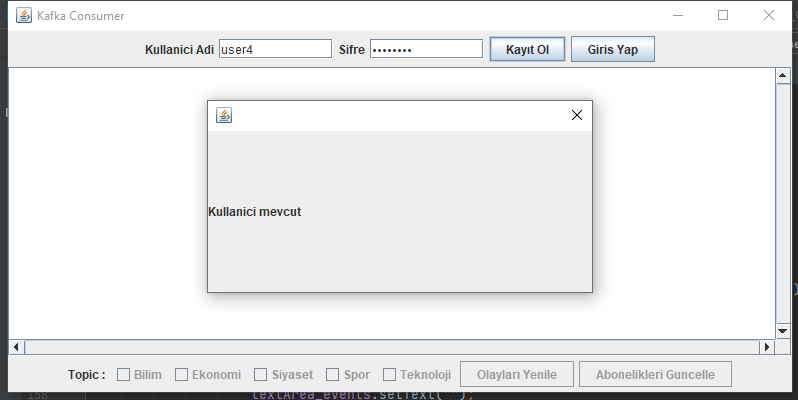 Kafka Consumer
Kullanici Adi user4 Sifre •••••••• Kayıt Ol Giris Yap
Kullanici mevcut
Topic : Bilim Ekonomi Siyaset Spor Teknoloji Olayları Yenile Abonelikleri Guncelle
158 textArea_events.setText("");